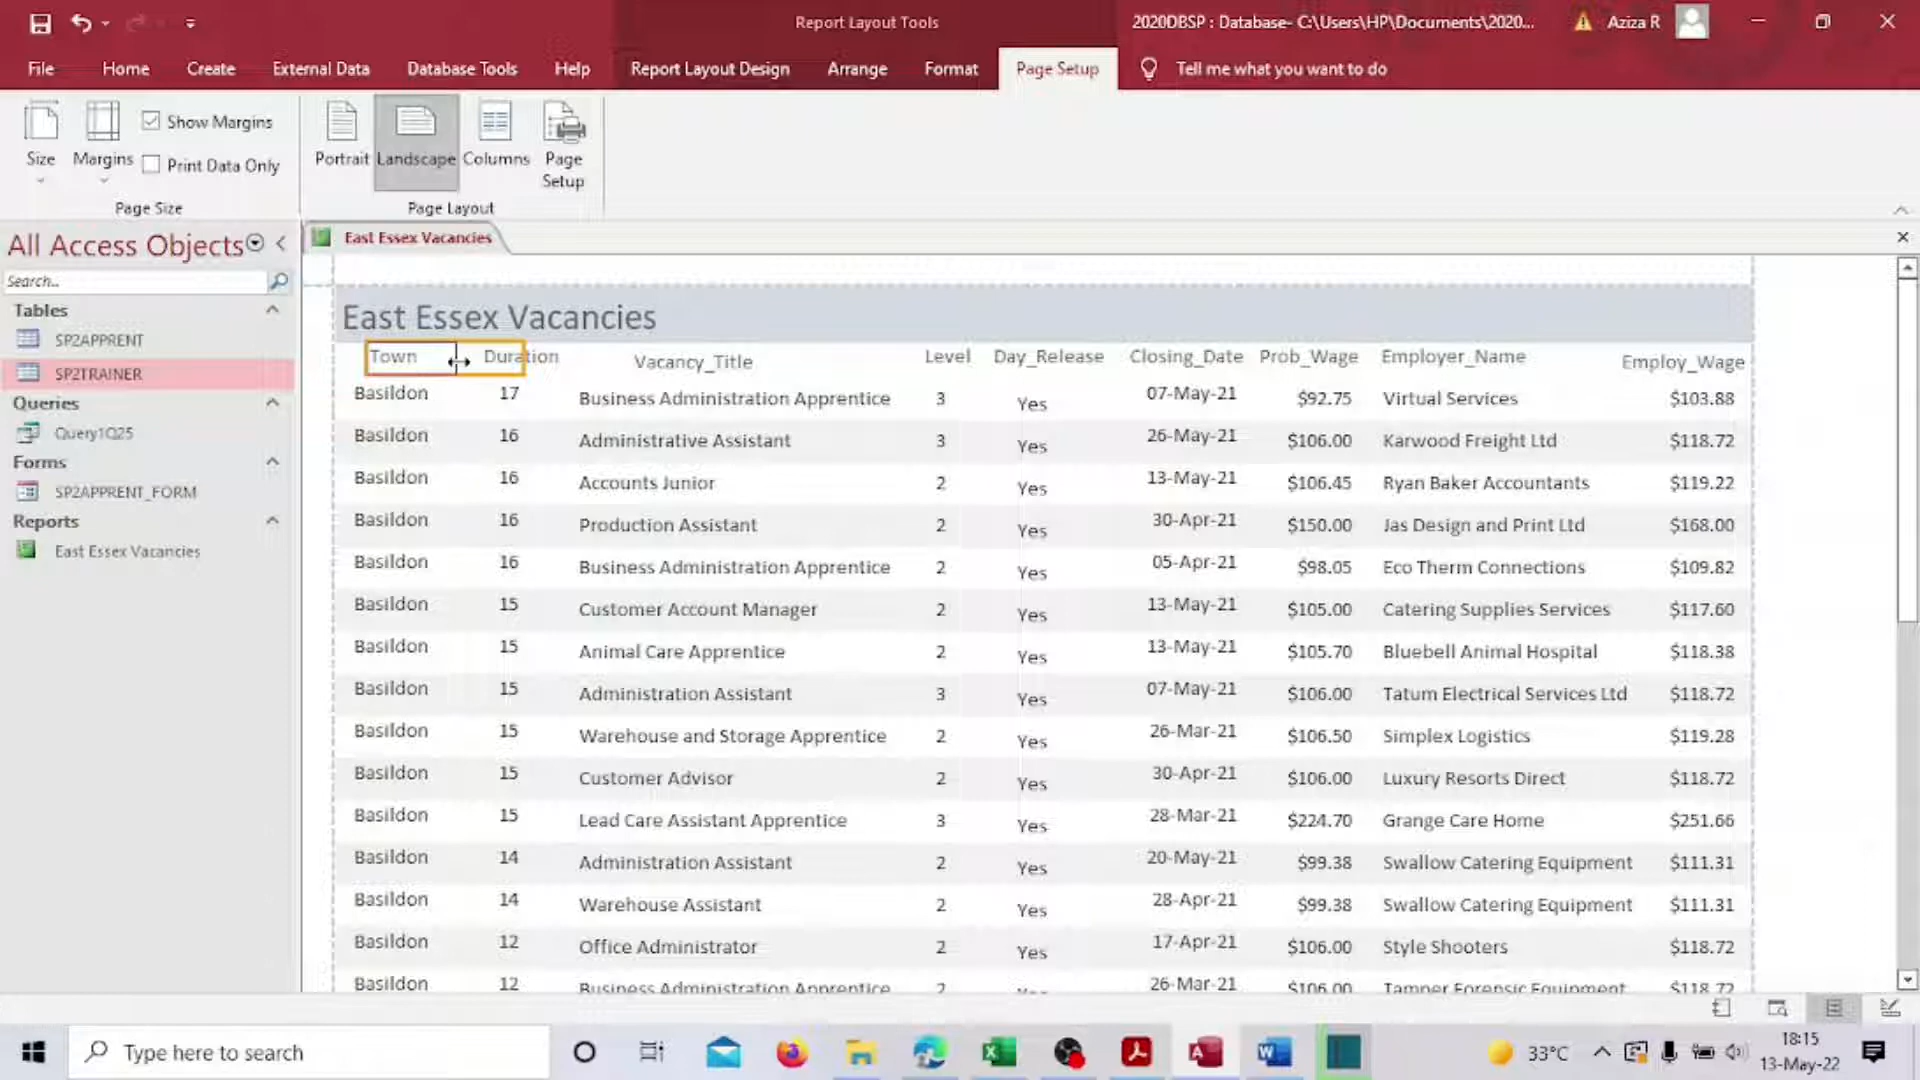 Report Layout Tools
2020DBSP : Database- C:\Users\HP\Documents\2020...
Aziza R
File Home Create External Data Database Tools Help Report Layout Design Arrange Format Page Setup Tell me what you want to do
Size
Margins
Show Margins
Print Data Only
Page Size
Portrait
Landscape
Columns
Page Setup
Page Layout
All Access Objects
Search...
Tables
SP2APPRENT
SP2TRAINER
Queries
Query1Q25
Forms
SP2APPRENT_FORM
Reports
East Essex Vacancies
East Essex Vacancies
East Essex Vacancies
Town Duration Vacancy_Title Level Day_Release Closing_Date Prob_Wage Employer_Name Employ_Wage
Basildon 17 Business Administration Apprentice 3 Yes 07-May-21 $92.75 Virtual Services $103.88
Basildon 16 Administrative Assistant 3 Yes 26-May-21 $106.00 Karwood Freight Ltd $118.72
Basildon 16 Accounts Junior 2 Yes 13-May-21 $106.45 Ryan Baker Accountants $119.22
Basildon 16 Production Assistant 2 Yes 30-Apr-21 $150.00 Jas Design and Print Ltd $168.00
Basildon 16 Business Administration Apprentice 2 Yes 05-Apr-21 $98.05 Eco Therm Connections $109.82
Basildon 15 Customer Account Manager 2 Yes 13-May-21 $105.00 Catering Supplies Services $117.60
Basildon 15 Animal Care Apprentice 2 Yes 13-May-21 $105.70 Bluebell Animal Hospital $118.38
Basildon 15 Administration Assistant 3 Yes 07-May-21 $106.00 Tatum Electrical Services Ltd $118.72
Basildon 15 Warehouse and Storage Apprentice 2 Yes 26-Mar-21 $106.50 Simplex Logistics $119.28
Basildon 15 Customer Advisor 2 Yes 30-Apr-21 $106.00 Luxury Resorts Direct $118.72
Basildon 15 Lead Care Assistant Apprentice 3 Yes 28-Mar-21 $224.70 Grange Care Home $251.66
Basildon 14 Administration Assistant 2 Yes 20-May-21 $99.38 Swallow Catering Equipment $111.31
Basildon 14 Warehouse Assistant 2 Yes 28-Apr-21 $99.38 Swallow Catering Equipment $111.31
Basildon 12 Office Administrator 2 Yes 17-Apr-21 $106.00 Style Shooters $118.72
Basildon 12 Business Administration Apprentice 2 26-Mar-21 $106.00 Tamper Forensic Equipment $118.72
Type here to search
33°C
18:15
13-May-22